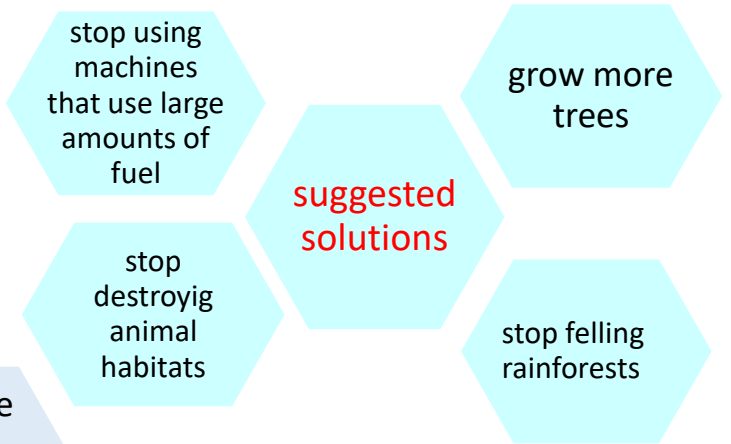 stop using
machines
that use large
amounts of
fuel
grow more
trees
suggested
solutions
stop
destroyig
animal
habitats
stop felling
rainforests
e